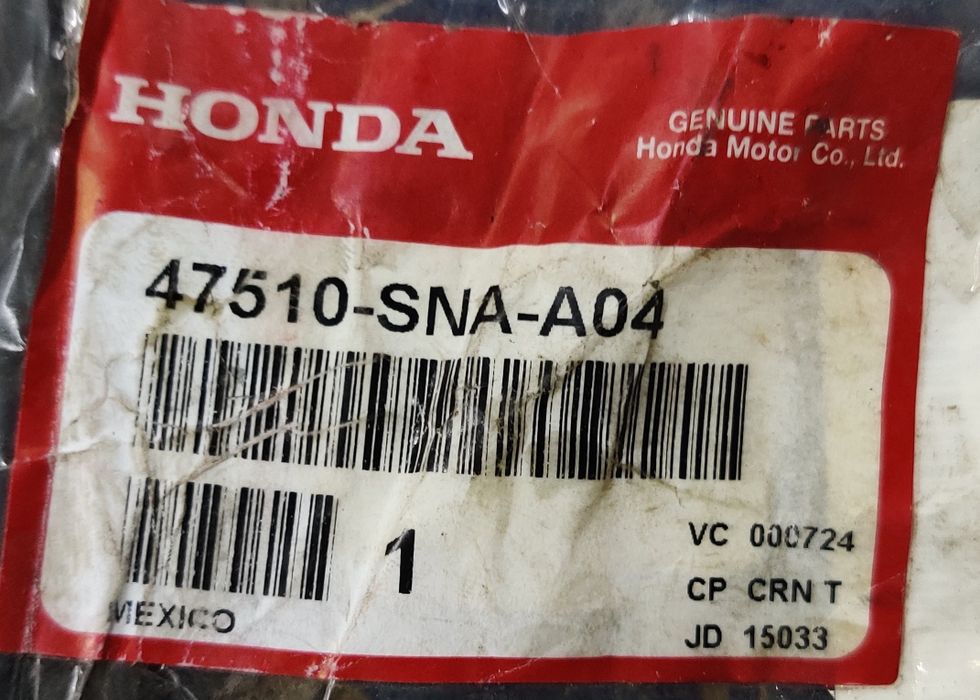 HONDA
GENUINE PARTS
Honda Motor Co., Ltd.
47510-SNA-A04
1
VC 000724
CP CRN T
MEXICO
JD 15033